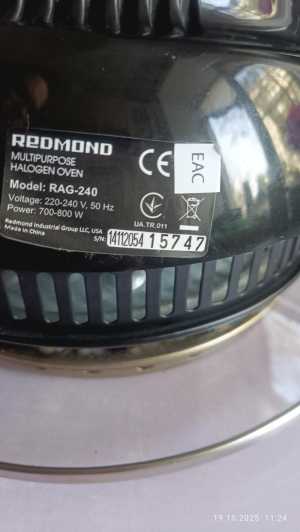 REDMOND
MULTIPURPOSE
HALOGEN OVEN
Model: RAG-240
Voltage: 220-240 V, 50 Hz
Power: 700-800 W
Redmond Industrial Group LLC, USA
Made in China
CE
EAC
UA.TR.011
S/N: 14112054 15747
19.10.2025 11:24